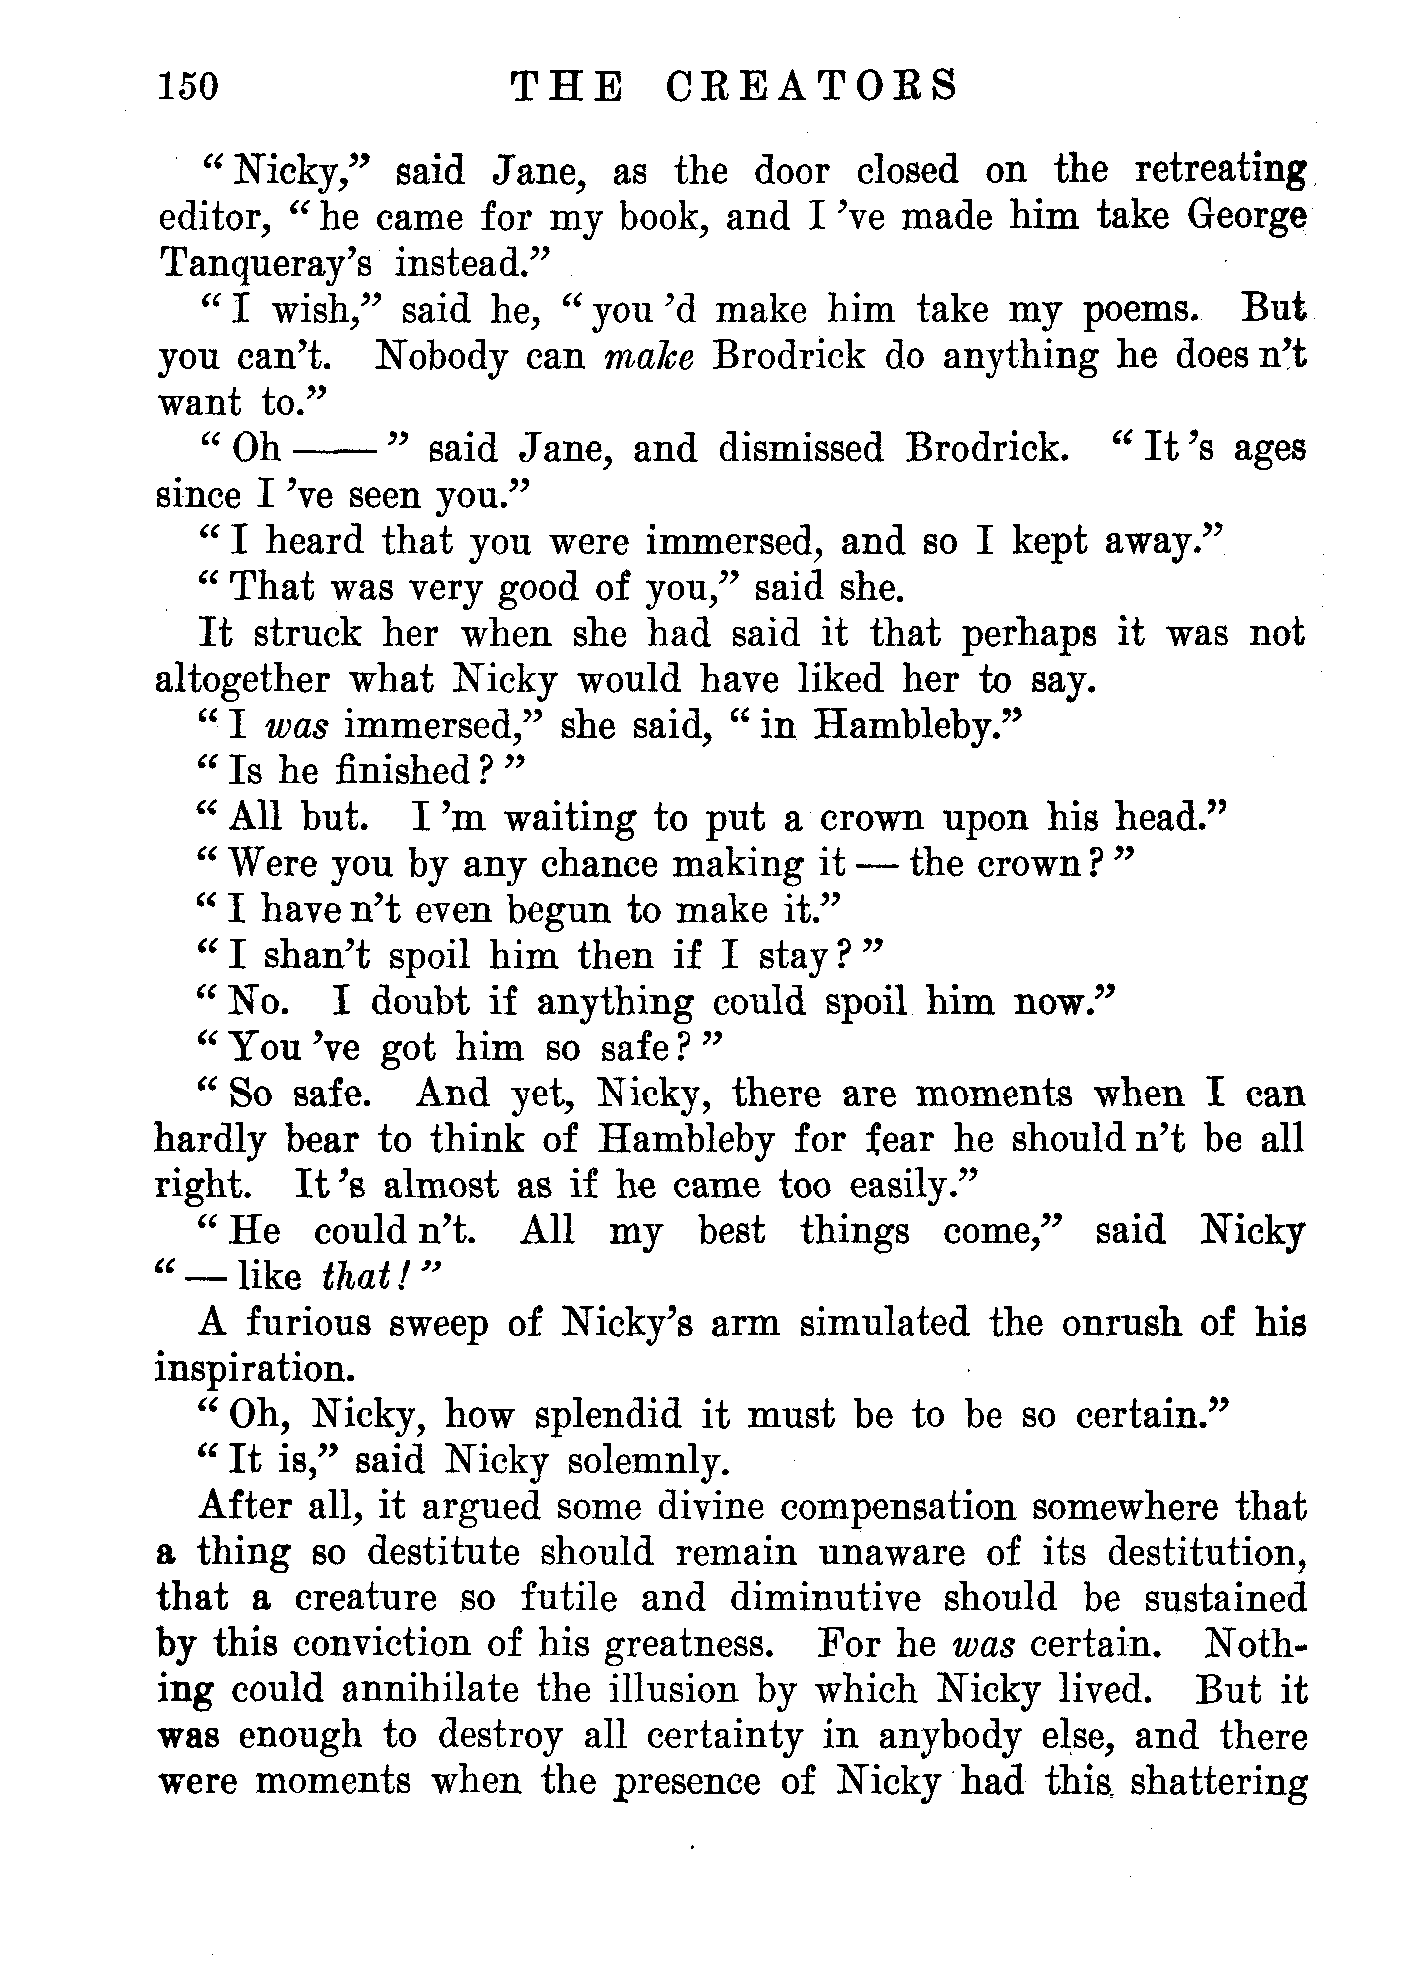 150 THE CREATORS
“Nicky,” said Jane, as the door closed on the retreating
editor, “he came for my book, and I ’ve made him take George
Tanqueray’s instead.”
“I wish,” said he, “you ’d make him take my poems. But
you can’t. Nobody can make Brodrick do anything he does n’t
want to.”
“Oh ——” said Jane, and dismissed Brodrick. “It ’s ages
since I ’ve seen you.”
“I heard that you were immersed, and so I kept away.”
“That was very good of you,” said she.
It struck her when she had said it that perhaps it was not
altogether what Nicky would have liked her to say.
“I was immersed,” she said, “in Hambleby.”
“Is he finished?”
“All but. I ’m waiting to put a crown upon his head.”
“Were you by any chance making it — the crown?”
“I have n’t even begun to make it.”
“I shan’t spoil him then if I stay?”
“No. I doubt if anything could spoil him now.”
“You ’ve got him so safe?”
“So safe. And yet, Nicky, there are moments when I can
hardly bear to think of Hambleby for fear he should n’t be all
right. It ’s almost as if he came too easily.”
“He could n’t. All my best things come,” said Nicky
“— like that!”
A furious sweep of Nicky’s arm simulated the onrush of his
inspiration.
“Oh, Nicky, how splendid it must be to be so certain.”
“It is,” said Nicky solemnly.
After all, it argued some divine compensation somewhere that
a thing so destitute should remain unaware of its destitution,
that a creature so futile and diminutive should be sustained
by this conviction of his greatness. For he was certain. Noth-
ing could annihilate the illusion by which Nicky lived. But it
was enough to destroy all certainty in anybody else, and there
were moments when the presence of Nicky had this shattering